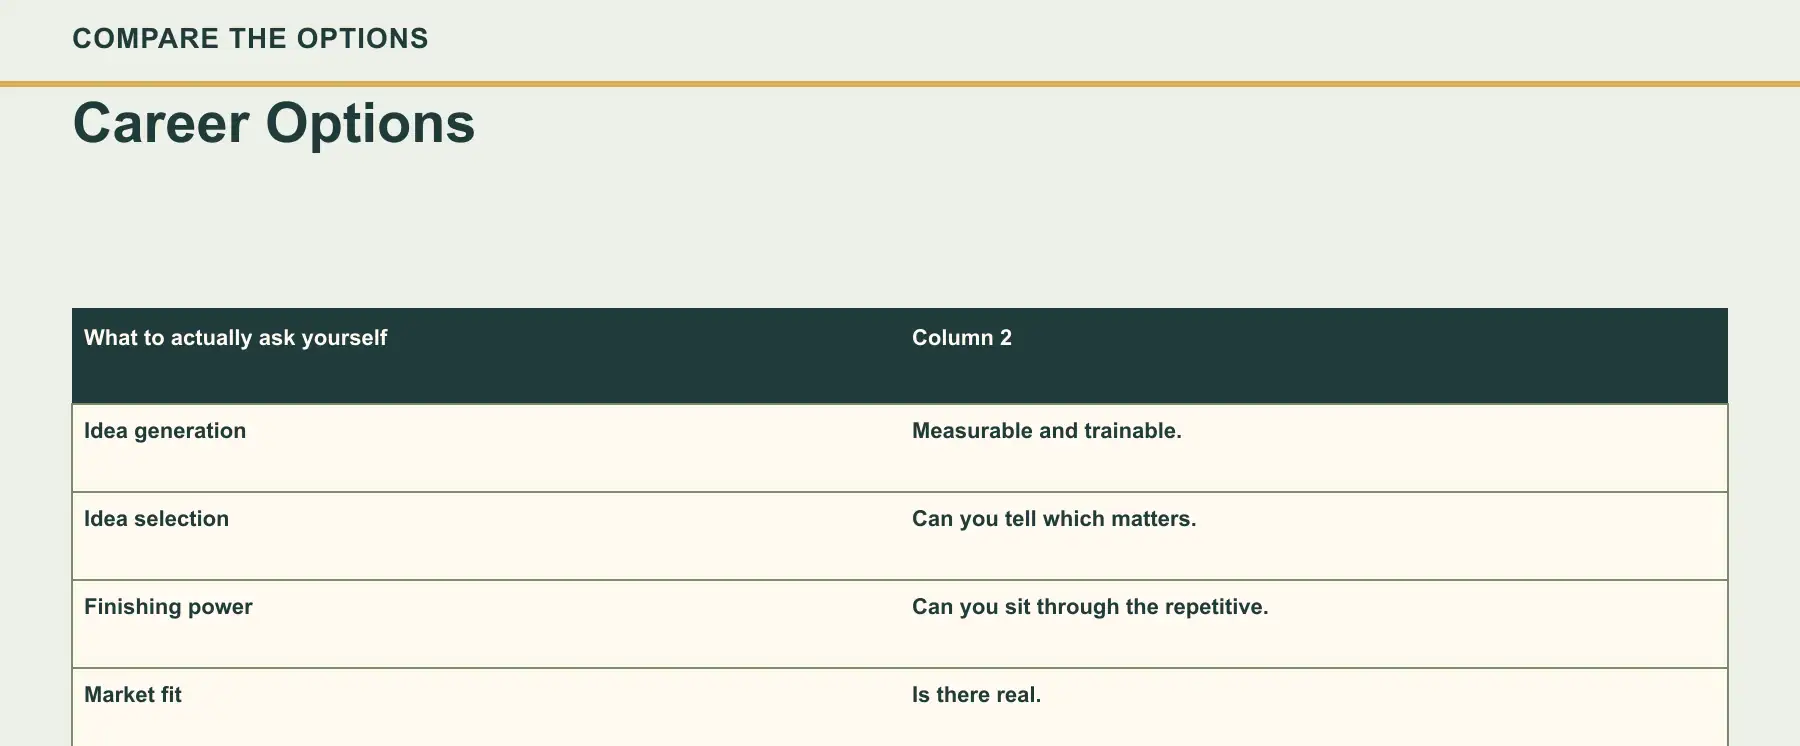 COMPARE THE OPTIONS
Career Options
What to actually ask yourself
Column 2
Idea generation
Measurable and trainable.
Idea selection
Can you tell which matters.
Finishing power
Can you sit through the repetitive.
Market fit
Is there real.